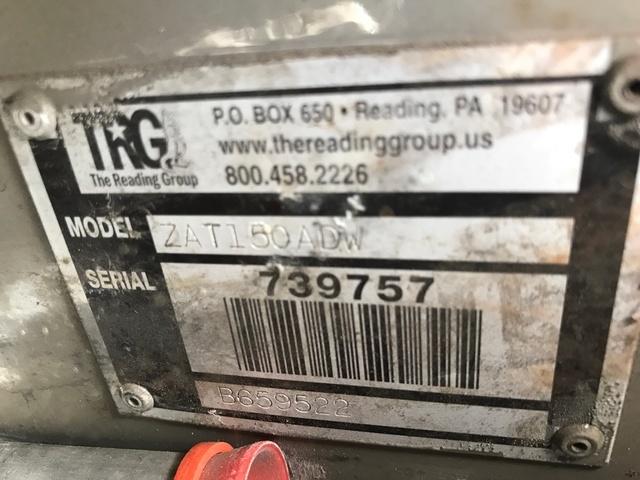 TRG
The Reading Group
P.O. BOX 650 • Reading, PA 19607
www.thereadinggroup.us
800.458.2226
MODEL ZAT150ADW
SERIAL 739757
B659522